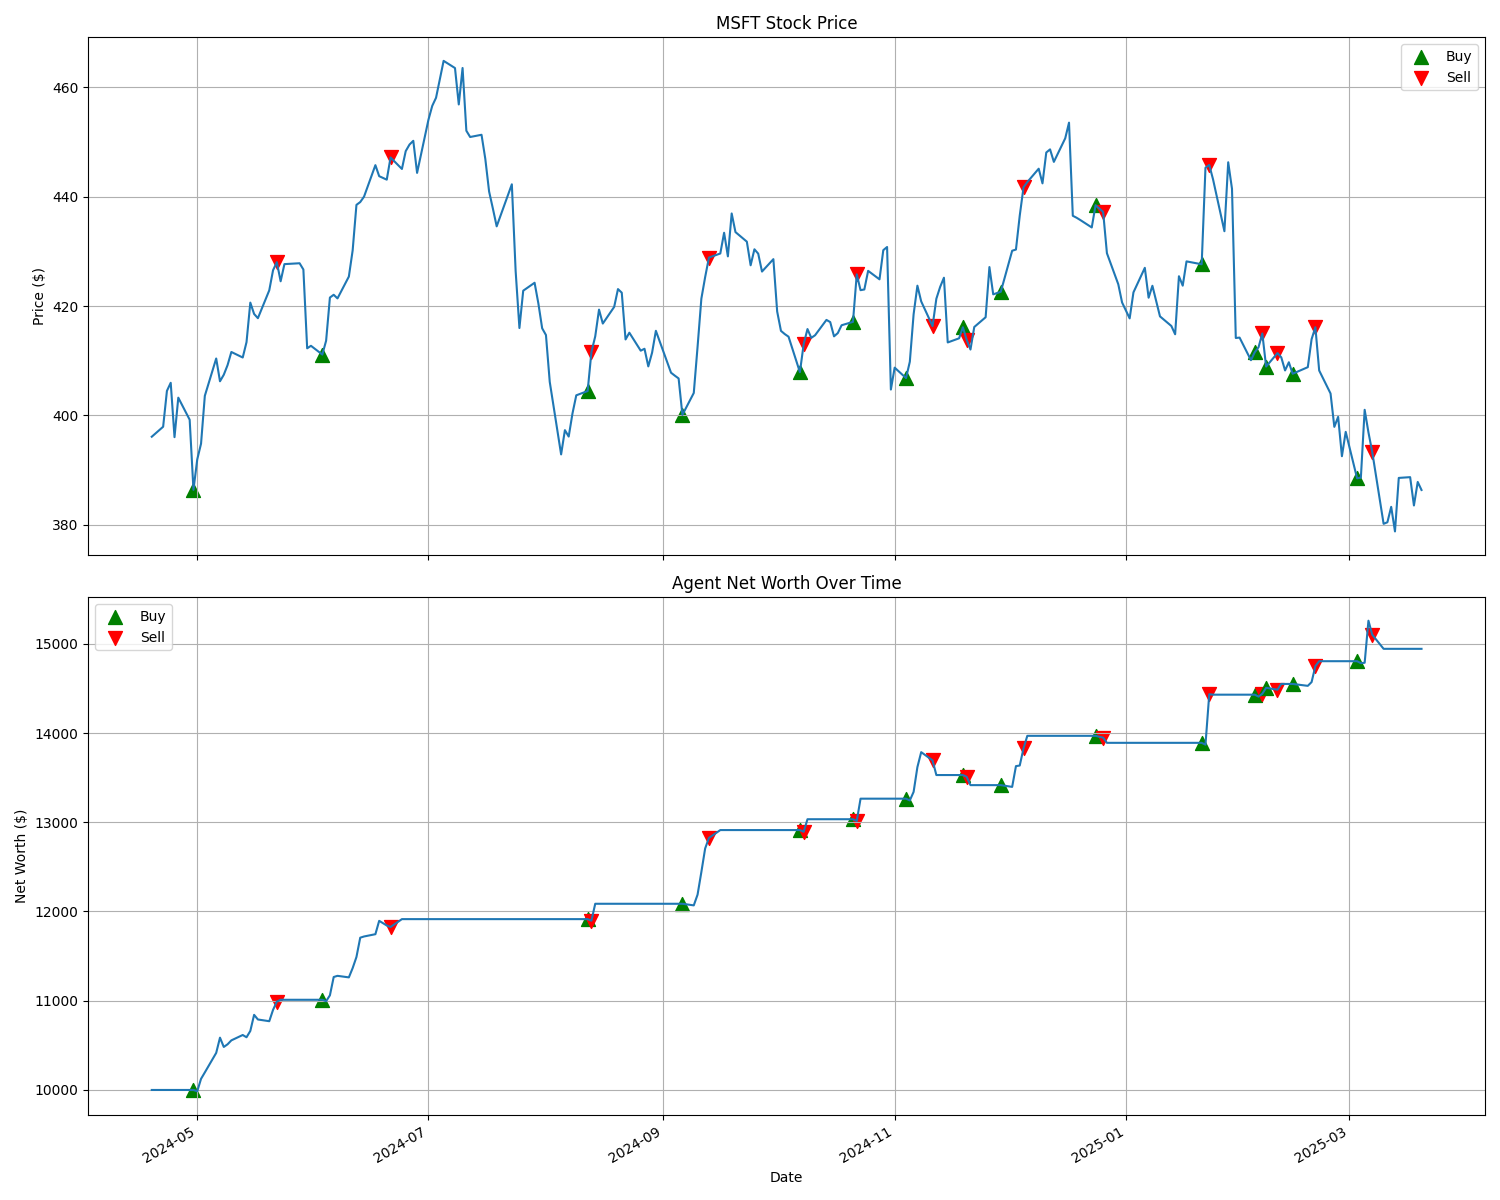 MSFT Stock Price
Buy
Sell
460
440
420
400
380
Price ($)
Agent Net Worth Over Time
Buy
Sell
15000
14000
13000
12000
11000
10000
Net Worth ($)
2024-05
2024-07
2024-09
2024-11
2025-01
2025-03
Date